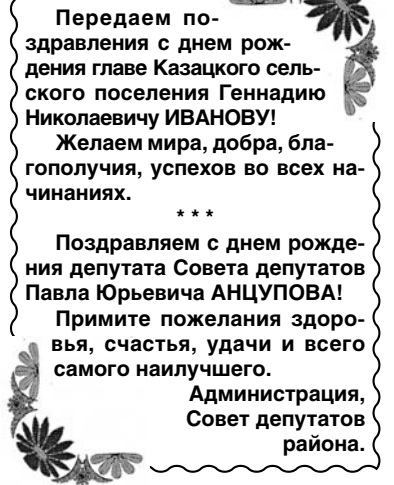 Передаем по-
здравления с днем рож-
дения главе Казацкого сель-
ского поселения Геннадию
Николаевичу ИВАНОВУ!
Желаем мира, добра, бла-
гополучия, успехов во всех на-
чинаниях.
* * *
Поздравляем с днем рожде-
ния депутата Совета депутатов
Павла Юрьевича АНЦУПОВА!
Примите пожелания здоро-
вья, счастья, удачи и всего
самого наилучшего.
Администрация,
Совет депутатов
района.